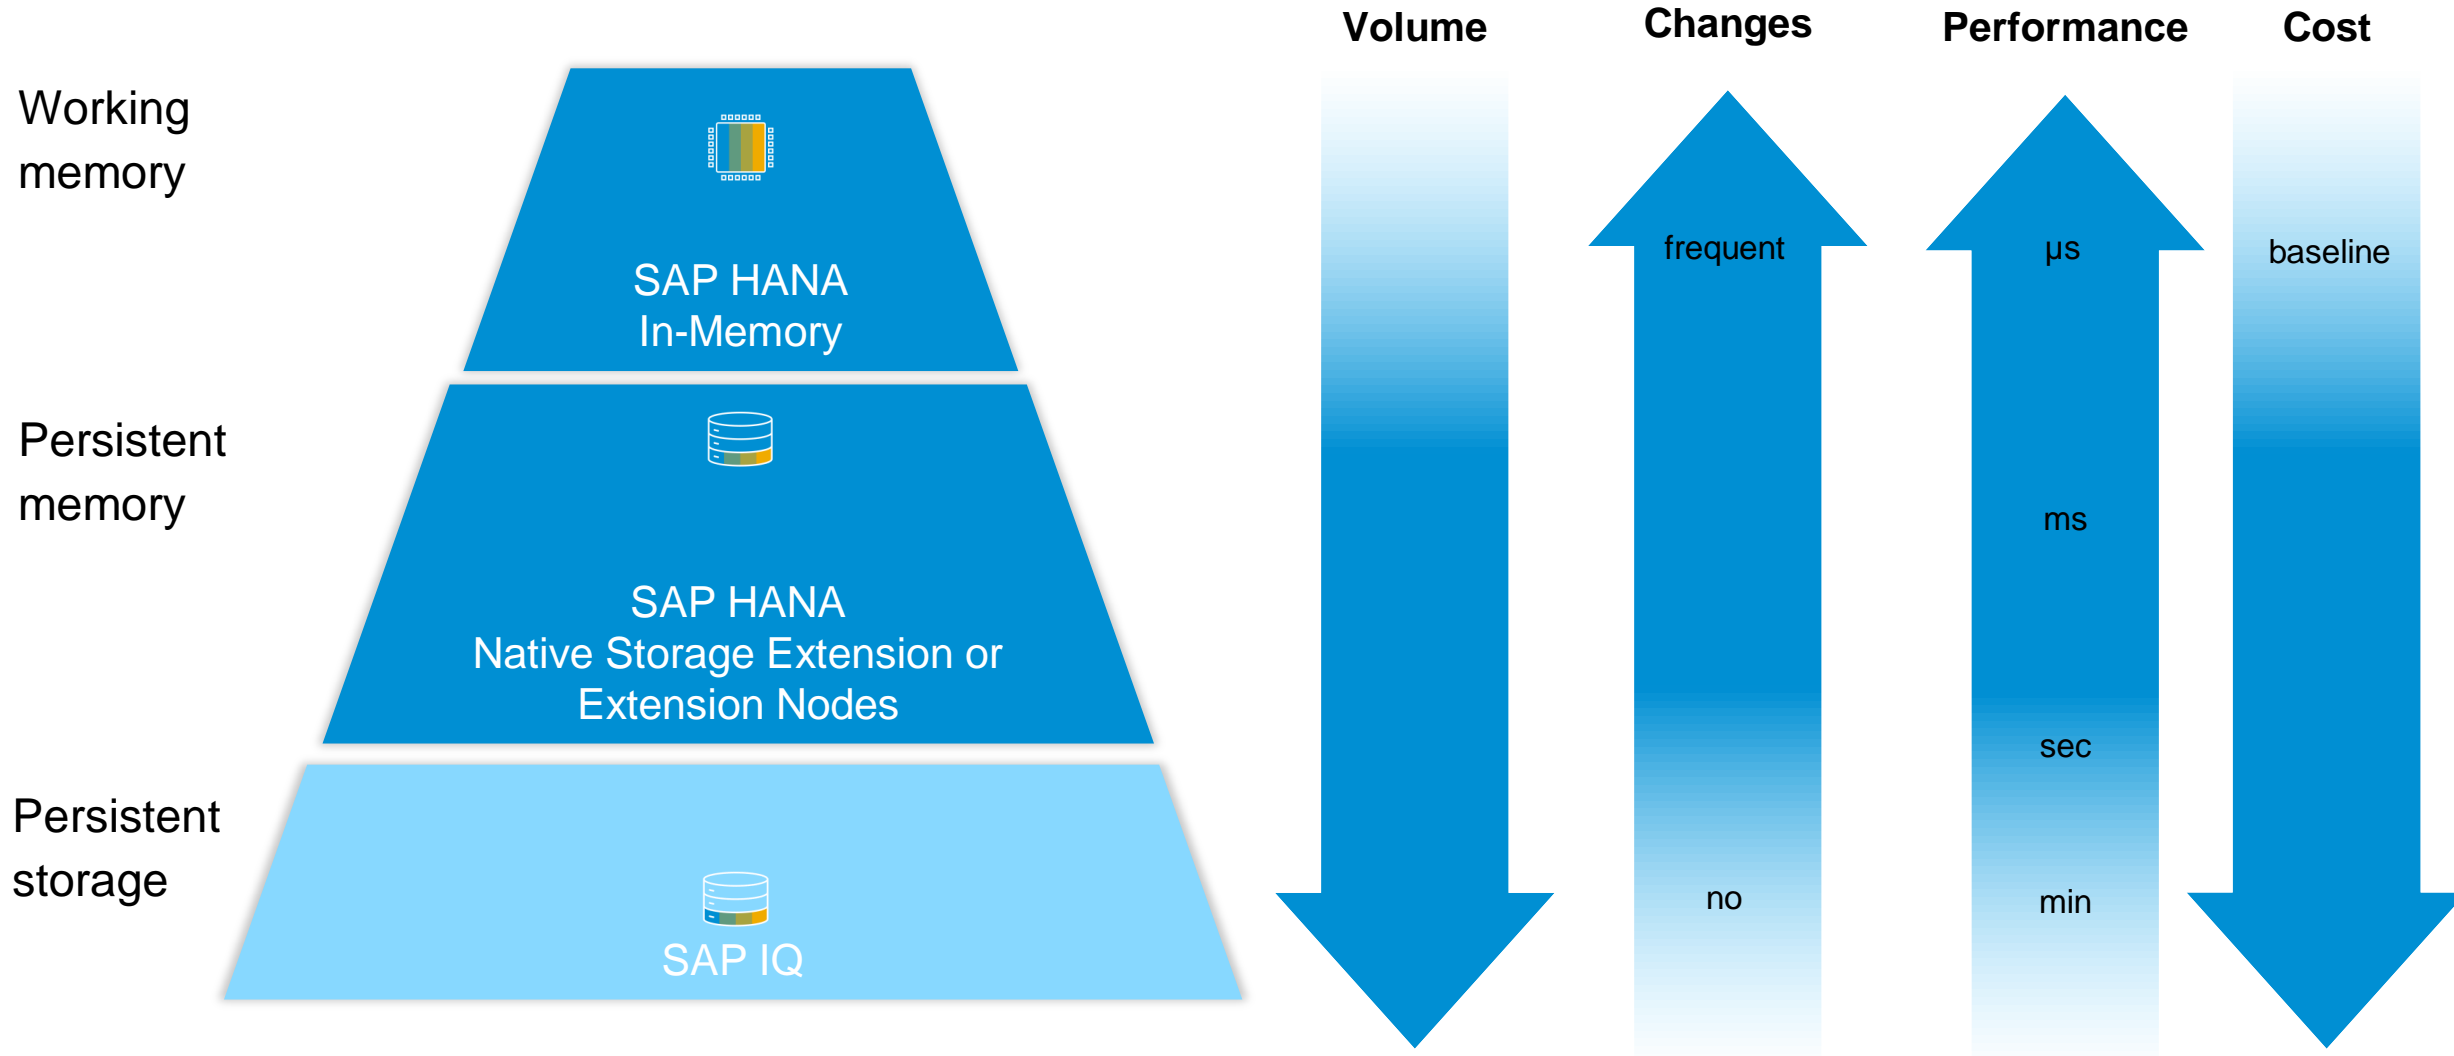 Volume
Changes
Performance
Cost
Working
memory
SAP HANA
In-Memory
frequent
µs
baseline
Persistent
memory
SAP HANA
Native Storage Extension or
Extension Nodes
ms
sec
Persistent
storage
SAP IQ
no
min